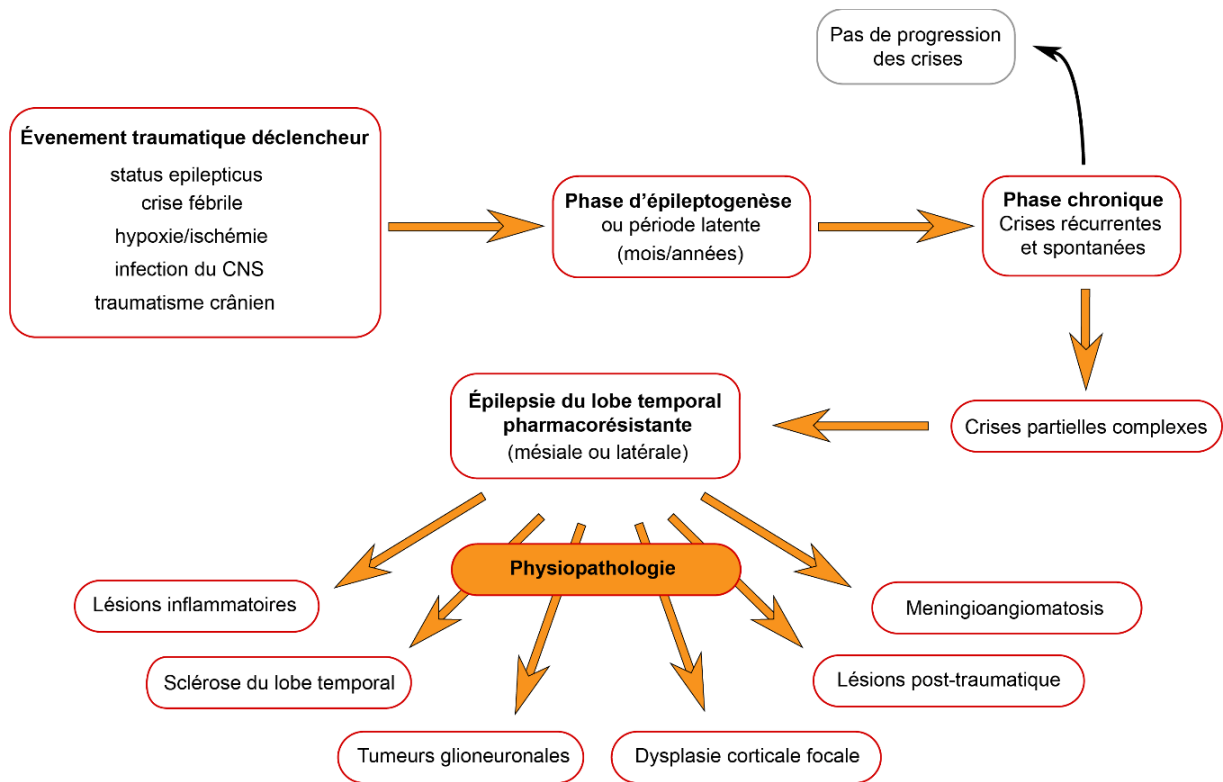 Pas de progression
des crises
Évenement traumatique déclencheur
status epilepticus
crise fébrile
hypoxie/ischémie
infection du CNS
traumatisme crânien
Phase d'épileptogenèse
ou période latente
(mois/années)
Phase chronique
Crises récurrentes
et spontanées
Crises partielles complexes
Épilepsie du lobe temporal
pharmacorésistante
(mésiale ou latérale)
Physiopathologie
Lésions inflammatoires
Sclérose du lobe temporal
Tumeurs glioneuronales
Dysplasie corticale focale
Lésions post-traumatique
Meningioangiomatosis